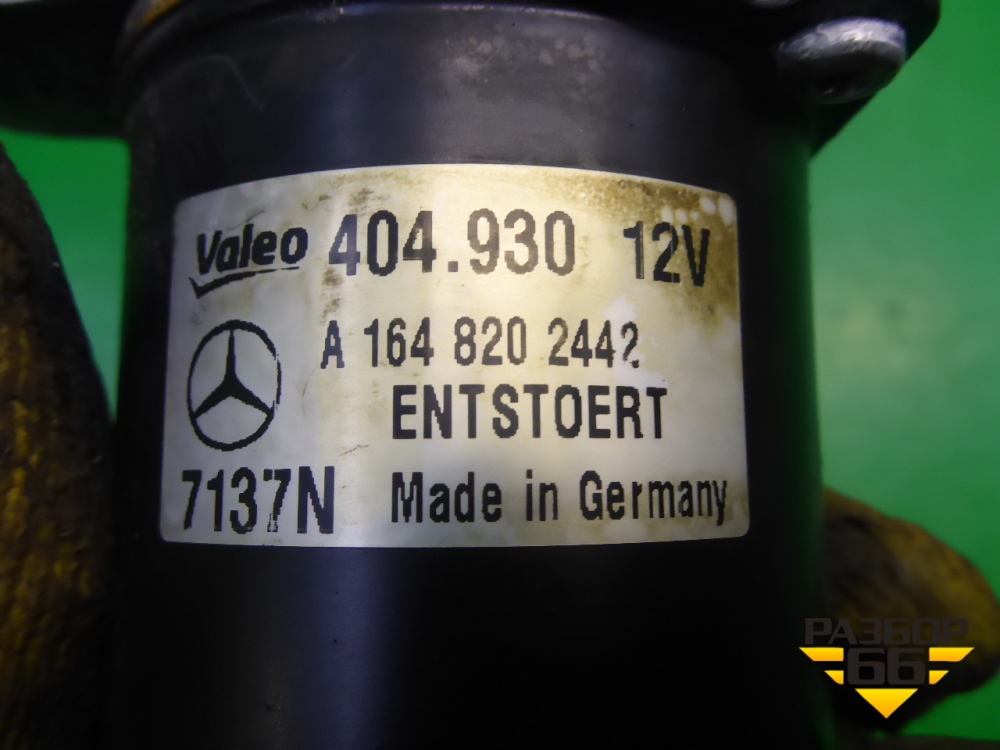 Valeo 404.930 12V
A 164 820 2442
ENTSTOERT
7137N Made in Germany
РАЗБОР
66